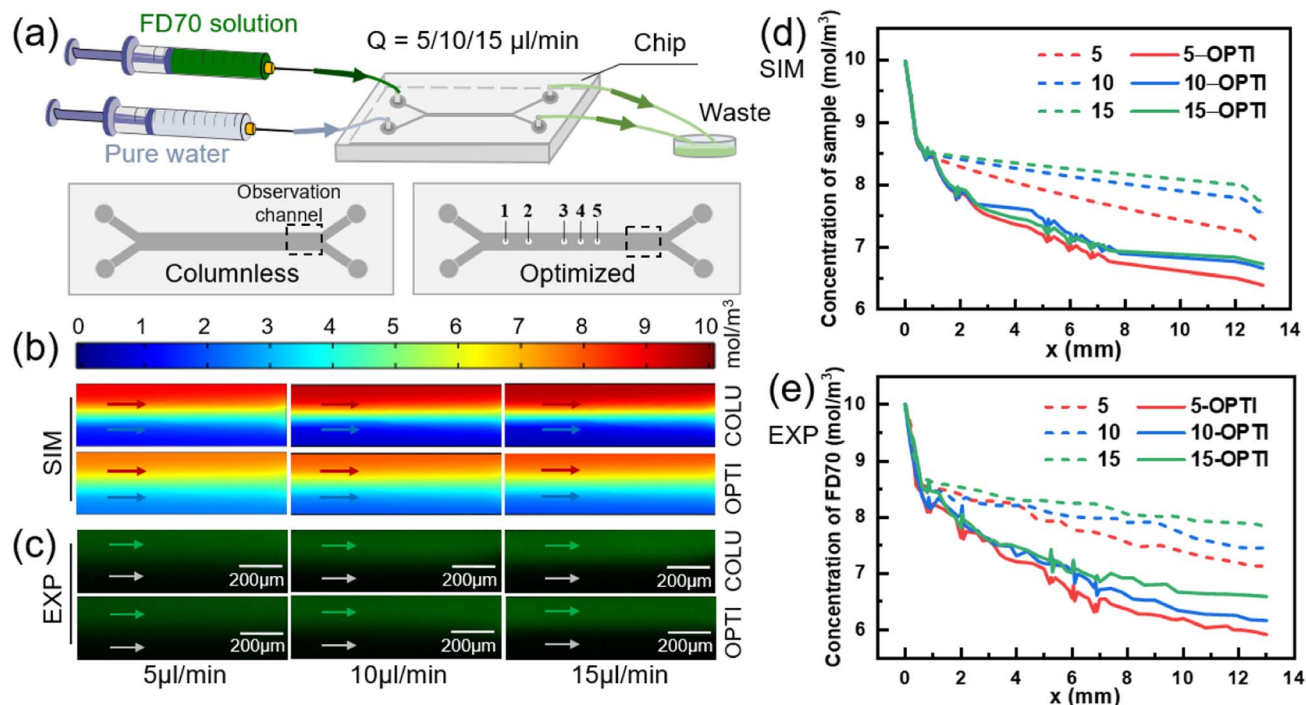 (a)
FD70 solution
Pure water
Q = 5/10/15 μl/min
Chip
Waste
Observation
channel
Columnless
1 2 3 4 5
Optimized
0 1 2 3 4 5 6 7 8 9 10
mol/m³
(b)
SIM
COLU
OPTI
(c)
EXP
200μm 200μm 200μm
COLU
200μm 200μm 200μm
OPTI
5μl/min 10μl/min 15μl/min
(d)
SIM
Concentration of sample (mol/m³)
5 5–OPTI
10 10–OPTI
15 15–OPTI
10
9
8
7
6
0 2 4 6 8 10 12 14
x (mm)
(e)
EXP
Concentration of FD70 (mol/m³)
5 5-OPTI
10 10-OPTI
15 15-OPTI
10
9
8
7
6
0 2 4 6 8 10 12 14
x (mm)